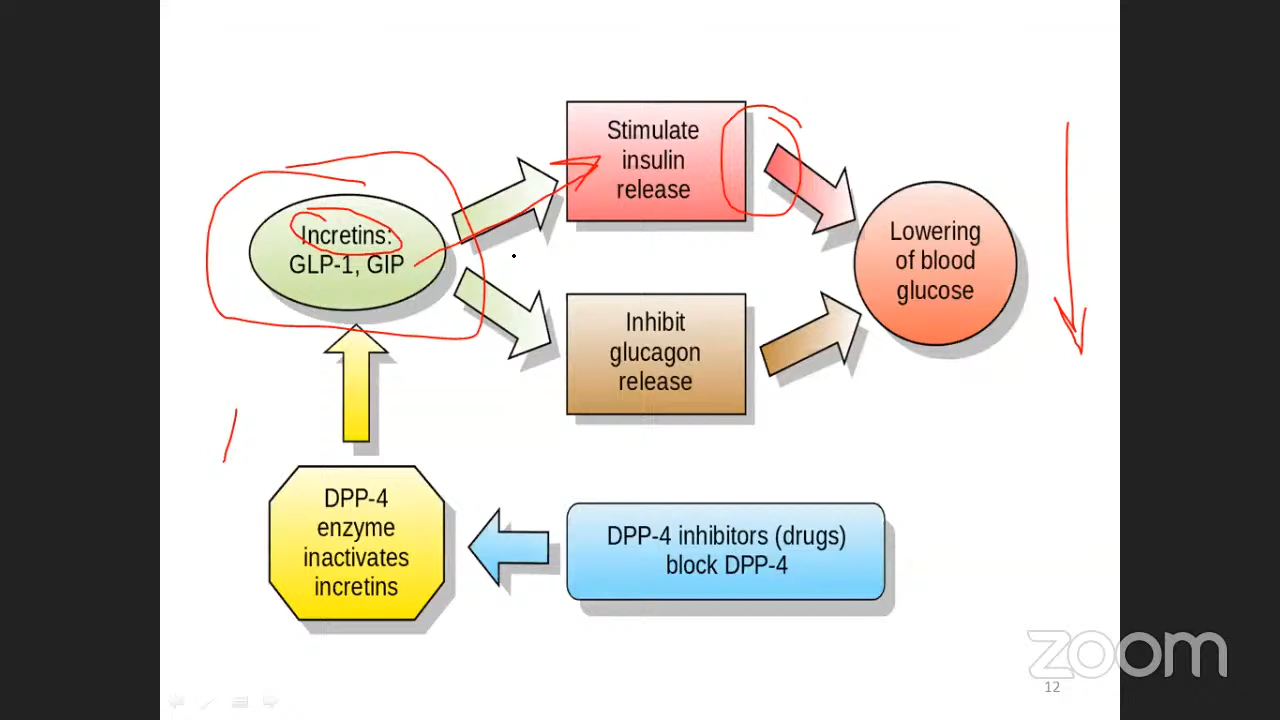 Incretins:
GLP-1, GIP
Stimulate
insulin
release
Inhibit
glucagon
release
Lowering
of blood
glucose
DPP-4
enzyme
inactivates
incretins
DPP-4 inhibitors (drugs)
block DPP-4
zoom
12